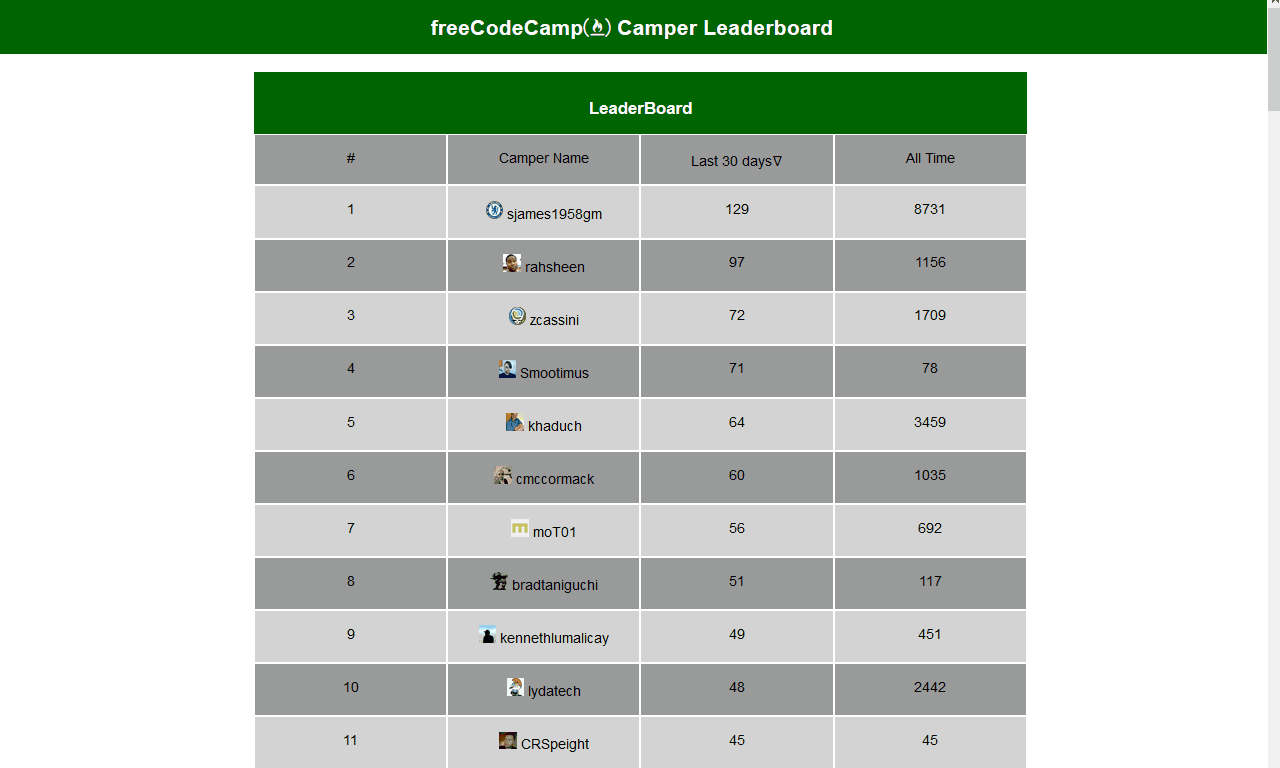 freeCodeCamp(🔥) Camper Leaderboard
LeaderBoard
# Camper Name Last 30 days∇ All Time
1 sjames1958gm 129 8731
2 rahsheen 97 1156
3 zcassini 72 1709
4 Smootimus 71 78
5 khaduch 64 3459
6 cmccormack 60 1035
7 moT01 56 692
8 bradtaniguchi 51 117
9 kennethlumalicay 49 451
10 lydatech 48 2442
11 CRSpeight 45 45